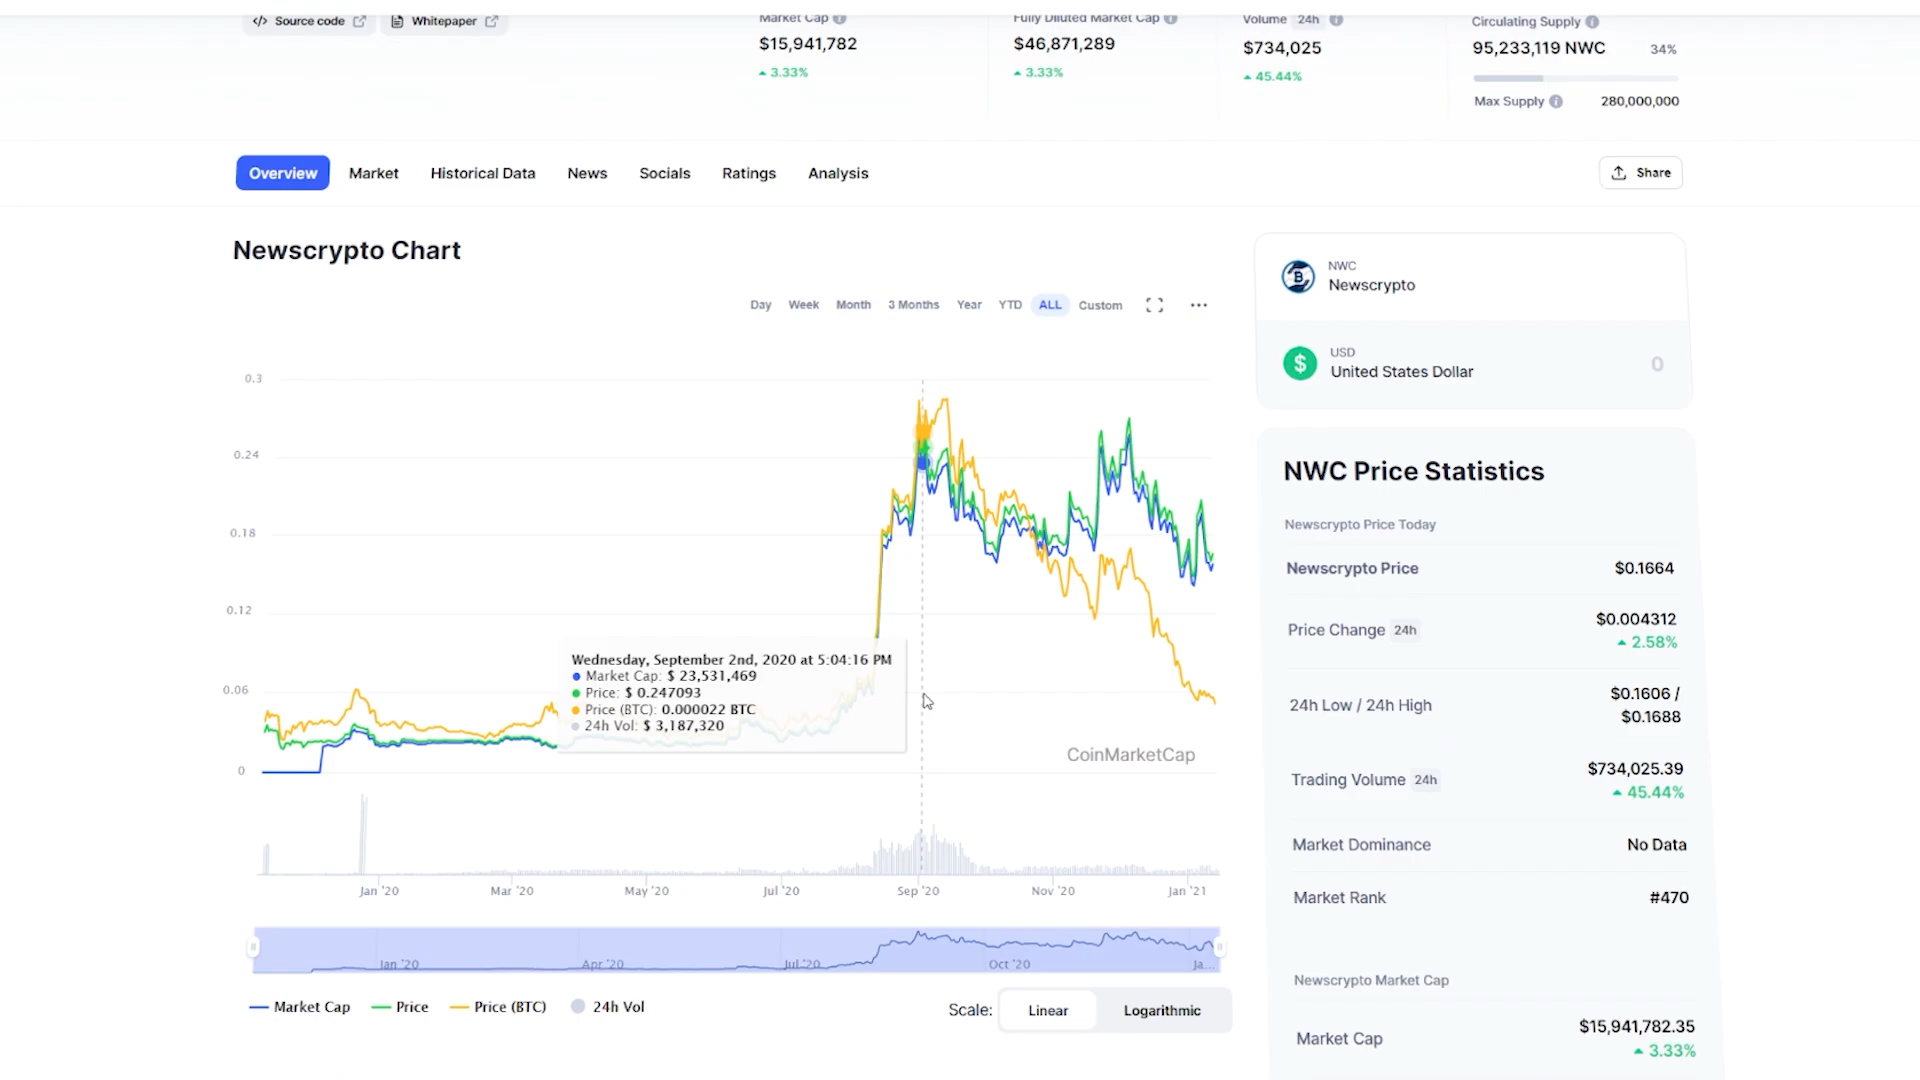 Source code
Whitepaper
Market Cap
Fully Diluted Market Cap
Volume 24h
Circulating Supply
$15,941,782
$46,871,289
$734,025
95,233,119 NWC
34%
3.33%
3.33%
45.44%
Max Supply
280,000,000
Overview
Market
Historical Data
News
Socials
Ratings
Analysis
Share
Newscrypto Chart
Day
Week
Month
3 Months
Year
YTD
ALL
Custom
NWC
Newscrypto
USD
United States Dollar
0
0.3
0.24
0.18
0.12
0.06
0
Wednesday, September 2nd, 2020 at 5:04:16 PM
Market Cap: $ 23,531,469
Price: $ 0.247093
Price (BTC): 0.000022 BTC
24h Vol: $ 3,187,320
CoinMarketCap
Jan '20
Mar '20
May '20
Jul '20
Sep '20
Nov '20
Jan '21
Jan '20
Apr '20
Jul '20
Oct '20
Ja...
Market Cap
Price
Price (BTC)
24h Vol
Scale:
Linear
Logarithmic
NWC Price Statistics
Newscrypto Price Today
Newscrypto Price
$0.1664
Price Change 24h
$0.004312
2.58%
24h Low / 24h High
$0.1606 /
$0.1688
Trading Volume 24h
$734,025.39
45.44%
Market Dominance
No Data
Market Rank
#470
Newscrypto Market Cap
Market Cap
$15,941,782.35
3.33%